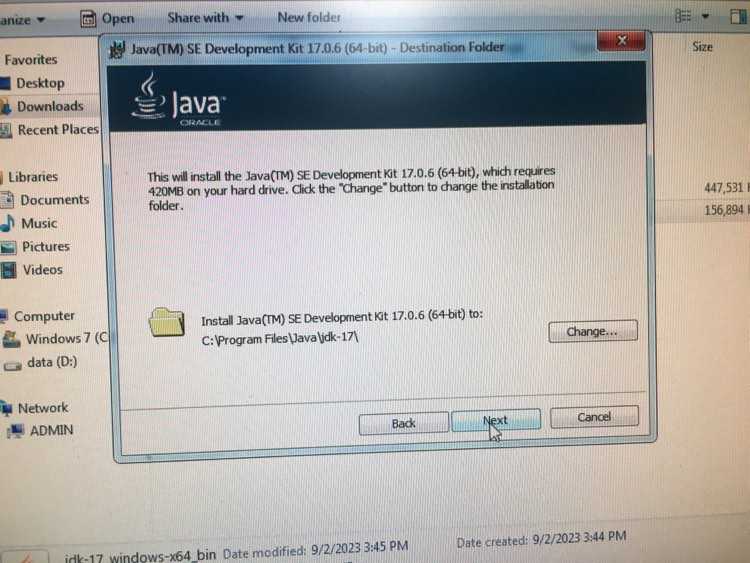 anize Open Share with New folder
Java(TM) SE Development Kit 17.0.6 (64-bit) - Destination Folder
Size
Favorites
Desktop
Downloads
Recent Places
Libraries
Documents
Music
Pictures
Videos
Computer
Windows 7 (C
data (D:)
Network
ADMIN
Java
ORACLE
This will install the Java(TM) SE Development Kit 17.0.6 (64-bit), which requires
420MB on your hard drive. Click the "Change" button to change the installation
folder.
447,531
156,894
Install Java(TM) SE Development Kit 17.0.6 (64-bit) to:
C:\Program Files\Java\jdk-17\
Change...
Back Next Cancel
jdk-17_windows-x64_bin Date modified: 9/2/2023 3:45 PM Date created: 9/2/2023 3:44 PM